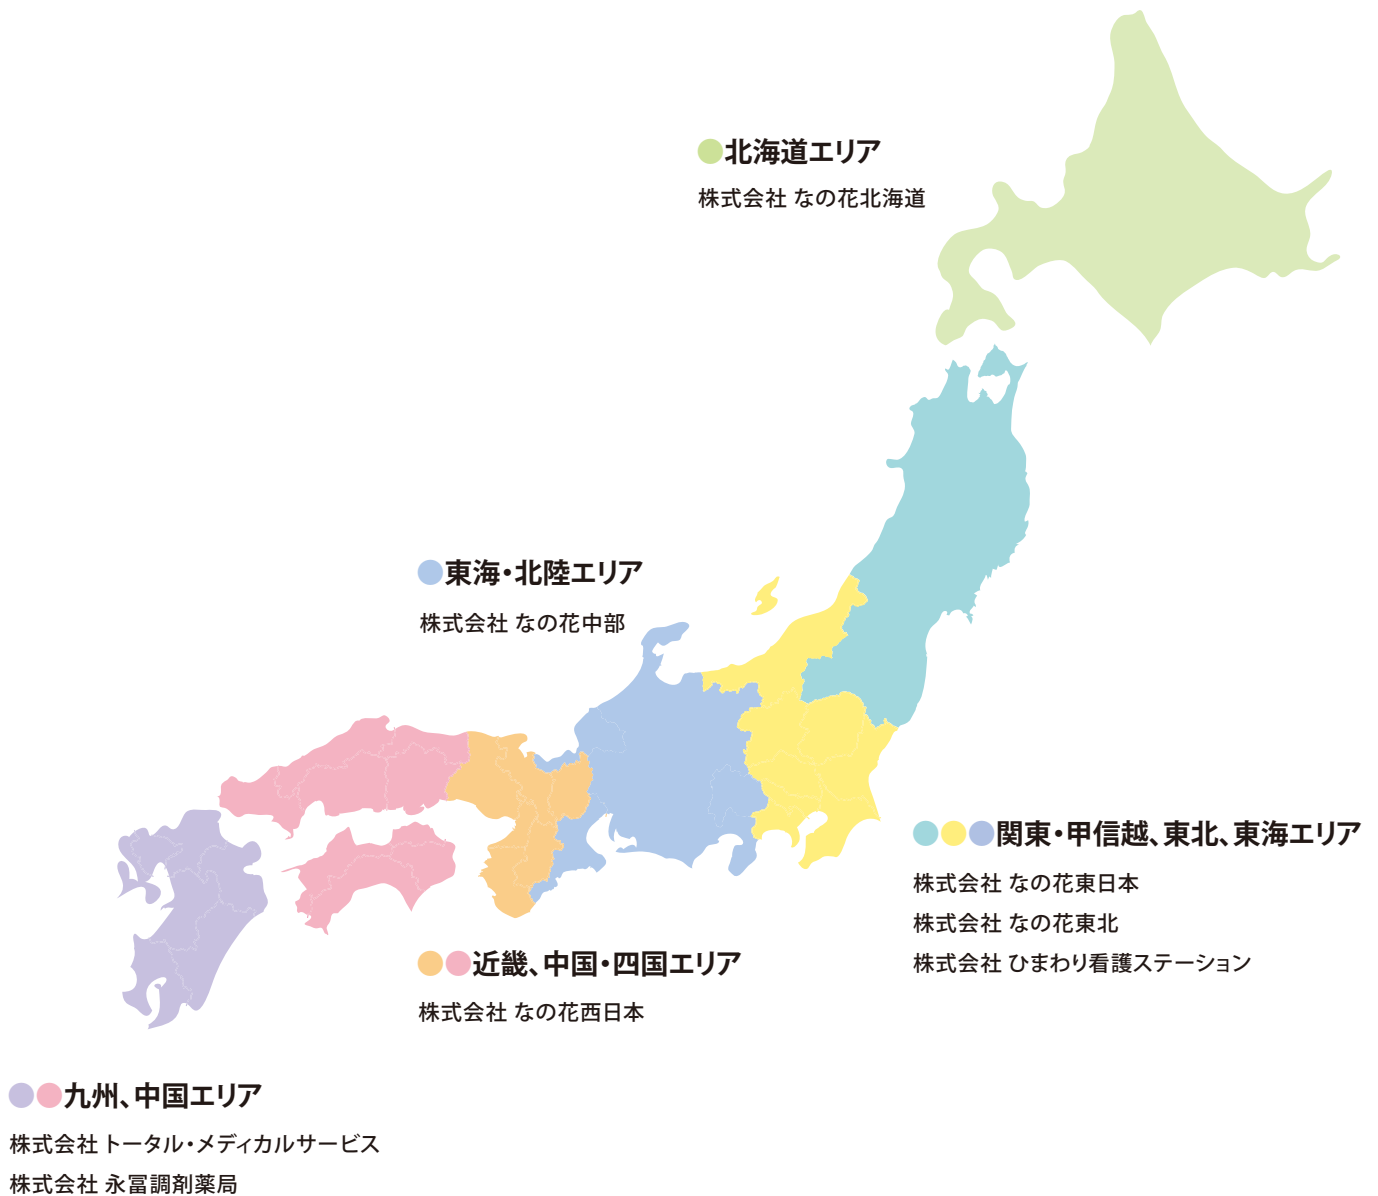 北海道エリア
株式会社 なの花北海道
東海・北陸エリア
株式会社 なの花中部
関東・甲信越、東北、東海エリア
株式会社 なの花東日本
株式会社 なの花東北
株式会社 ひまわり看護ステーション
近畿、中国・四国エリア
株式会社 なの花西日本
九州、中国エリア
株式会社 トータル・メディカルサービス
株式会社 永冨調剤薬局